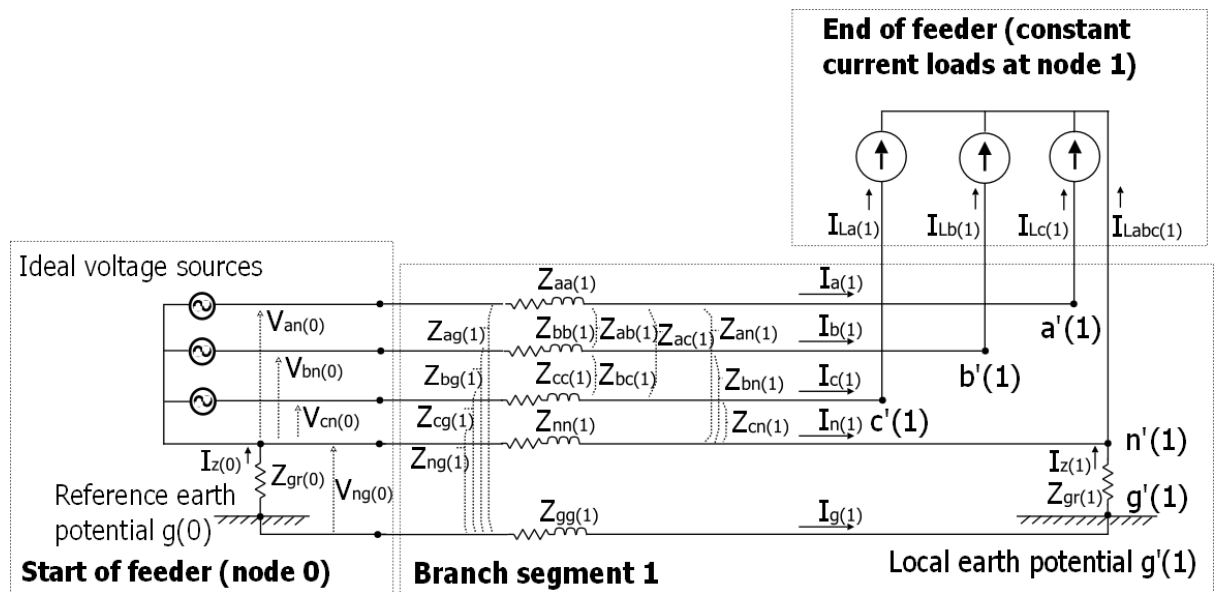 End of feeder (constant
current loads at node 1)
ILa(1)
ILb(1)
ILc(1)
ILabc(1)
Ideal voltage sources
Van(0)
Vbn(0)
Vcn(0)
Iz(0)
Zgr(0)
Vng(0)
Reference earth
potential g(0)
Start of feeder (node 0)
Zaa(1)
Ia(1)
a'(1)
Zag(1)
Zbb(1)
Zab(1)
Zac(1)
Zan(1)
Ib(1)
b'(1)
Zbg(1)
Zcc(1)
Zbc(1)
Zbn(1)
Ic(1)
c'(1)
Zcg(1)
Znn(1)
Zcn(1)
In(1)
n'(1)
Zng(1)
Iz(1)
Zgr(1)
g'(1)
Zgg(1)
Ig(1)
Branch segment 1
Local earth potential g'(1)